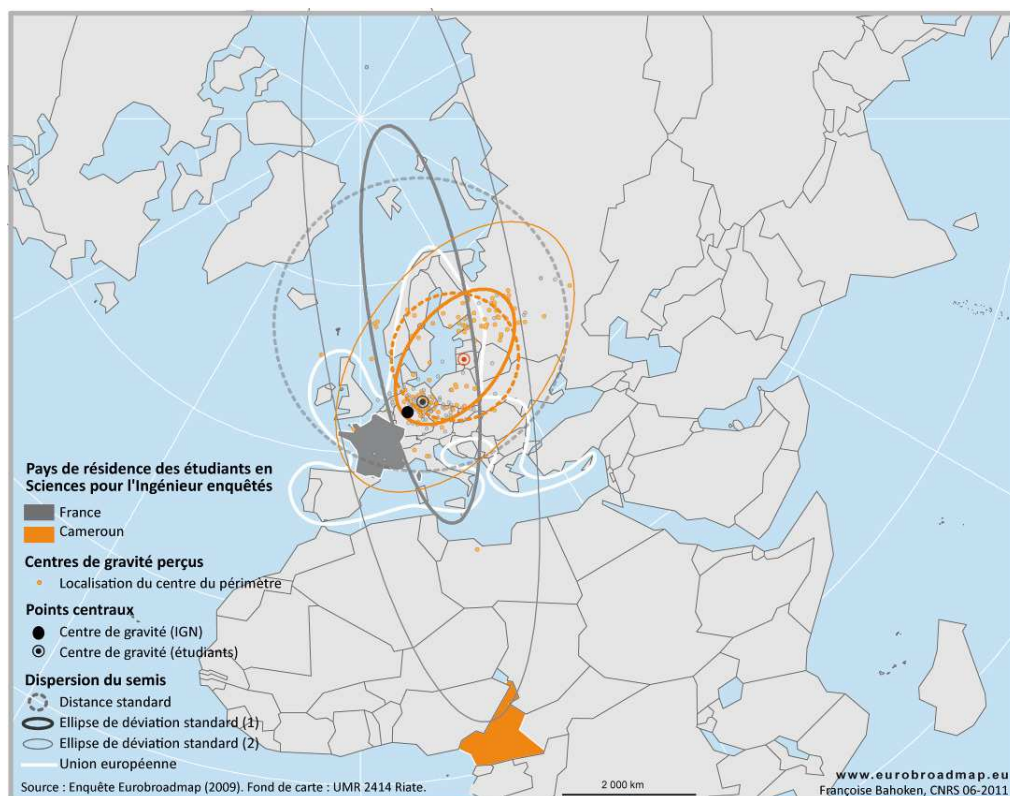 Pays de résidence des étudiants en
Sciences pour l'Ingénieur enquêtés
France
Cameroun
Centres de gravité perçus
Localisation du centre du périmètre
Points centraux
Centre de gravité (IGN)
Centre de gravité (étudiants)
Dispersion du semis
Distance standard
Ellipse de déviation standard (1)
Ellipse de déviation standard (2)
Union européenne
Source : Enquête Eurobroadmap (2009). Fond de carte : UMR 2414 Riate.
2 000 km
www.eurobroadmap.eu
Françoise Bahoken, CNRS 06-2011